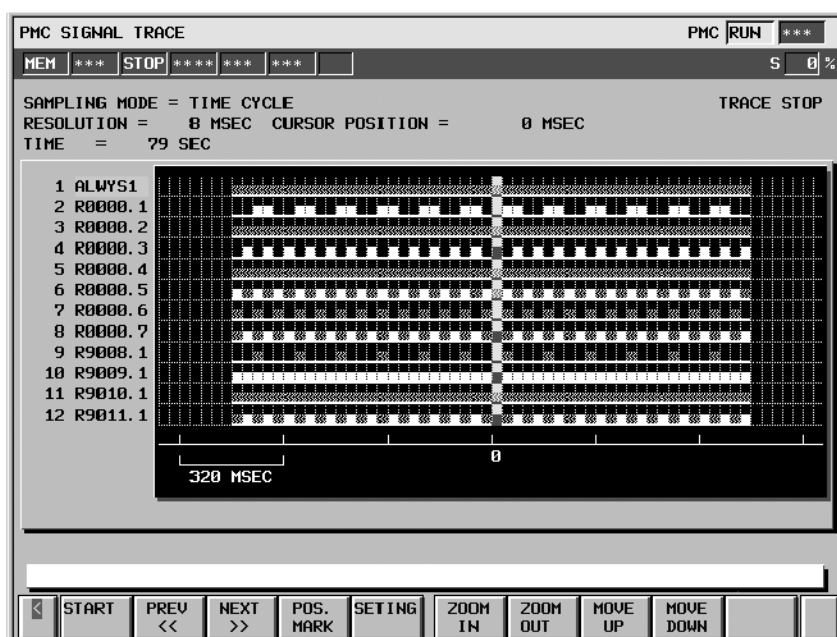 PMC SIGNAL TRACE PMC RUN ***
MEM *** STOP **** *** *** S 0 %
SAMPLING MODE = TIME CYCLE TRACE STOP
RESOLUTION = 8 MSEC CURSOR POSITION = 0 MSEC
TIME = 79 SEC
1 ALWYS1
2 R0000.1
3 R0000.2
4 R0000.3
5 R0000.4
6 R0000.5
7 R0000.6
8 R0000.7
9 R9008.1
10 R9009.1
11 R9010.1
12 R9011.1
0
320 MSEC
< START PREV << NEXT >> POS. MARK SETING ZOOM IN ZOOM OUT MOVE UP MOVE DOWN